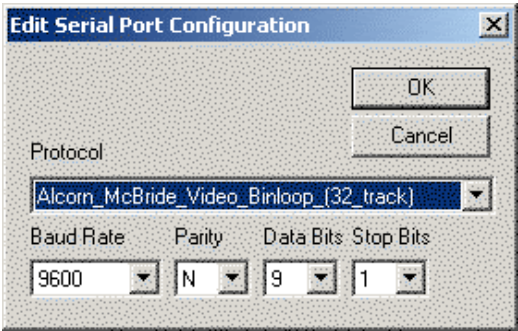 Edit Serial Port Configuration
OK
Cancel
Protocol
Alcorn_McBride_Video_Binloop_(32_track)
Baud Rate Parity Data Bits Stop Bits
9600 N 9 1